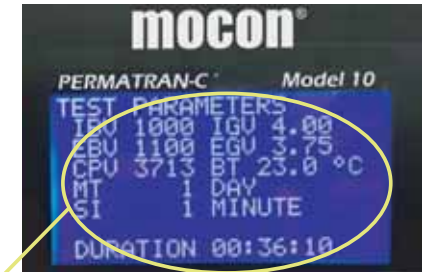 mocon®
PERMATRAN-C Model 10
TEST PARAMETERS
IBV 1000 IGV 4.00
EBV 1100 EGV 3.75
CPV 3713 BT 23.0 °C
MT 1 DAY
SI 1 MINUTE
DURATION 00:36:10